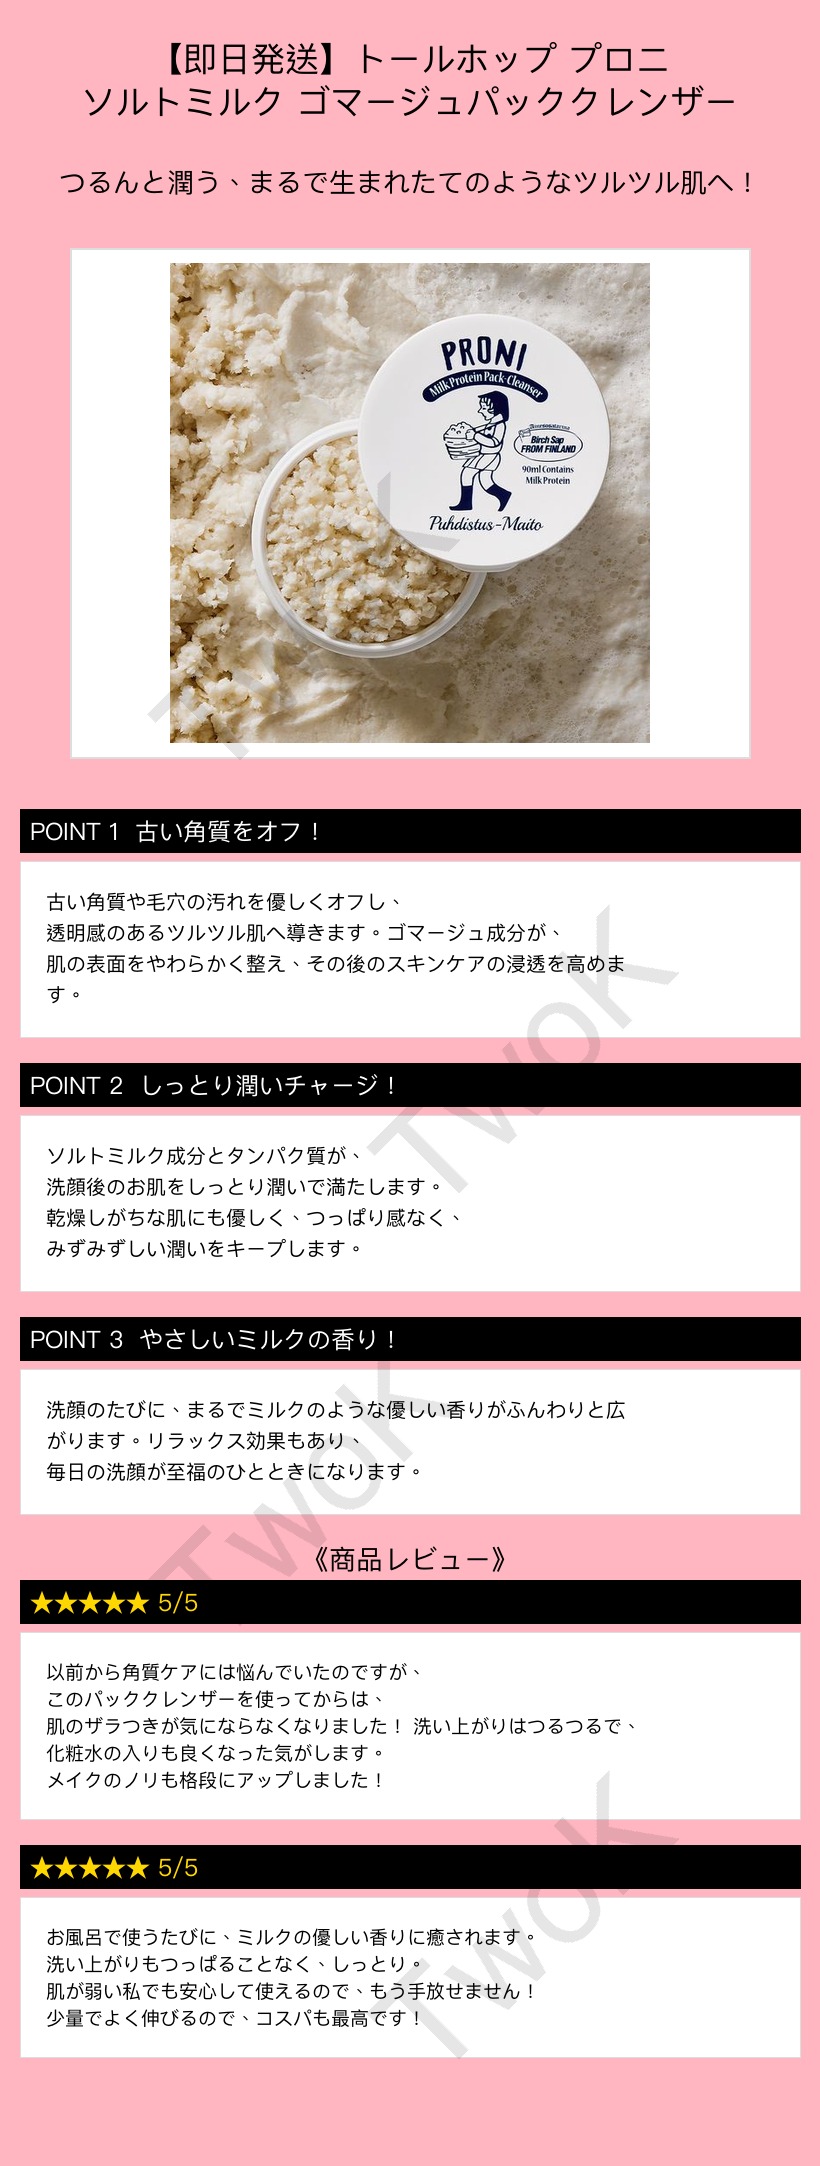 【即日発送】トールホップ プロニ
ソルトミルク ゴマージュパッククレンザー
つるんと潤う、まるで生まれたてのようなツルツル肌へ！
PRONI
Milk Protein Pack-Cleanser
Birch Sap
FROM FINLAND
90ml Contains
Milk Protein
Puhdistus-Maito
POINT 1 古い角質をオフ！
古い角質や毛穴の汚れを優しくオフし、
透明感のあるツルツル肌へ導きます。ゴマージュ成分が、
肌の表面をやわらかく整え、その後のスキンケアの浸透を高めま
す。
POINT 2 しっとり潤いチャージ！
ソルトミルク成分とタンパク質が、
洗顔後のお肌をしっとり潤いで満たします。
乾燥しがちな肌にも優しく、つっぱり感なく、
みずみずしい潤いをキープします。
POINT 3 やさしいミルクの香り！
洗顔のたびに、まるでミルクのような優しい香りがふんわりと広
がります。リラックス効果もあり、
毎日の洗顔が至福のひとときになります。
《商品レビュー》
★★★★★ 5/5
以前から角質ケアには悩んでいたのですが、
このパッククレンザーを使ってからは、
肌のザラつきが気にならなくなりました！ 洗い上がりはつるつるで、
化粧水の入りも良くなった気がします。
メイクのノリも格段にアップしました！
★★★★★ 5/5
お風呂で使うたびに、ミルクの優しい香りに癒されます。
洗い上がりもつっぱることなく、しっとり。
肌が弱い私でも安心して使えるので、もう手放せません！
少量でよく伸びるので、コスパも最高です！
TwoK
TwoK
TwoK
TwoK